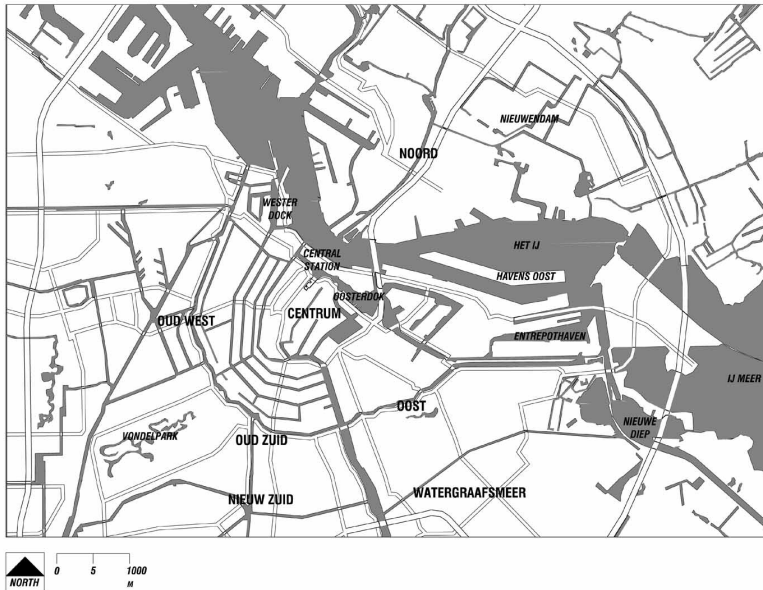 NIEUWENDAM
NOORD
WESTER
DOCK
HET IJ
CENTRAL
STATION
HAVENS OOST
OOSTERDOK
CENTRUM
OUD WEST
ENTREPOTHAVEN
IJ MEER
OOST
NIEUWE
DIEP
VONDELPARK
OUD ZUID
NIEUW ZUID
WATERGRAAFSMEER
NORTH
0 5 1000
M